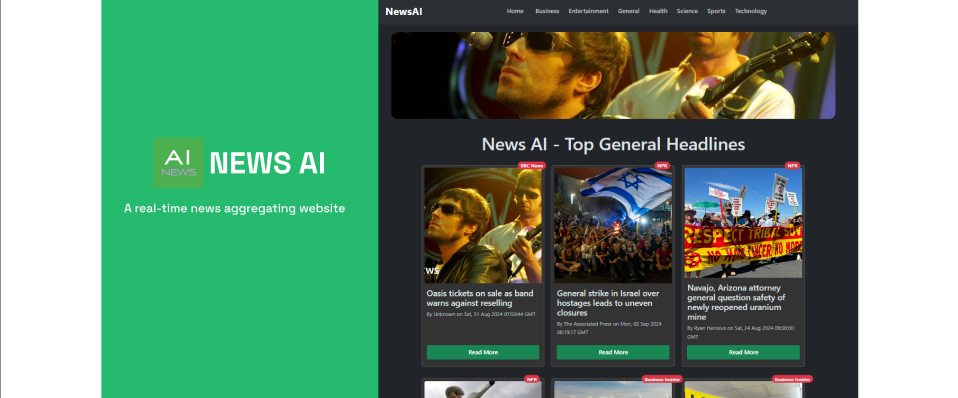 AI
NEWS
NEWS AI
A real-time news aggregating website
NewsAI
Home Business Entertainment General Health Science Sports Technology
News AI - Top General Headlines
BBC News
EWS
Oasis tickets on sale as band
warns against reselling
By Unknown on Sat, 31 Aug 2024 07:50:44 GMT
Read More
NPR
General strike in Israel over
hostages leads to uneven
closures
By The Associated Press on Mon, 02 Sep 2024
08:19:17 GMT
Read More
NPR
RESPECT TRIBAL SOV
Navajo, Arizona attorney
general question safety of
newly reopened uranium
mine
By Ryan Heinsius on Sat, 24 Aug 2024 09:00:00
GMT
Read More
NPR
Business Insider
Business Insider